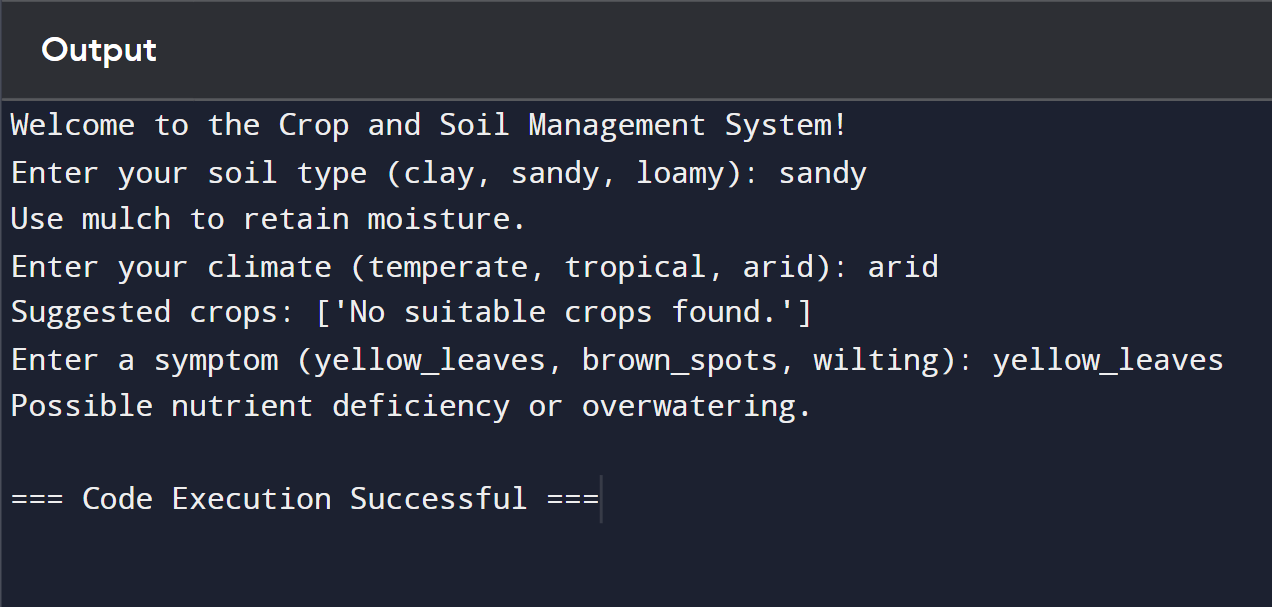 Output
Welcome to the Crop and Soil Management System!
Enter your soil type (clay, sandy, loamy): sandy
Use mulch to retain moisture.
Enter your climate (temperate, tropical, arid): arid
Suggested crops: ['No suitable crops found.']
Enter a symptom (yellow_leaves, brown_spots, wilting): yellow_leaves
Possible nutrient deficiency or overwatering.
=== Code Execution Successful ===